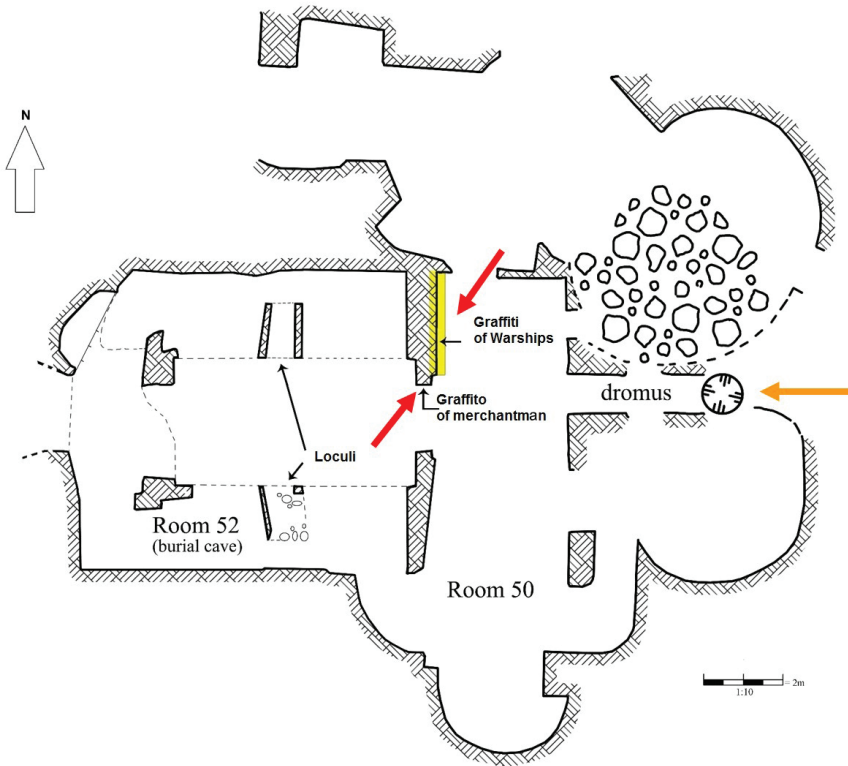 N
Graffiti
of Warships
dromus
Graffito
of merchantman
Loculi
Room 52
(burial cave)
Room 50
= 2m
1:10